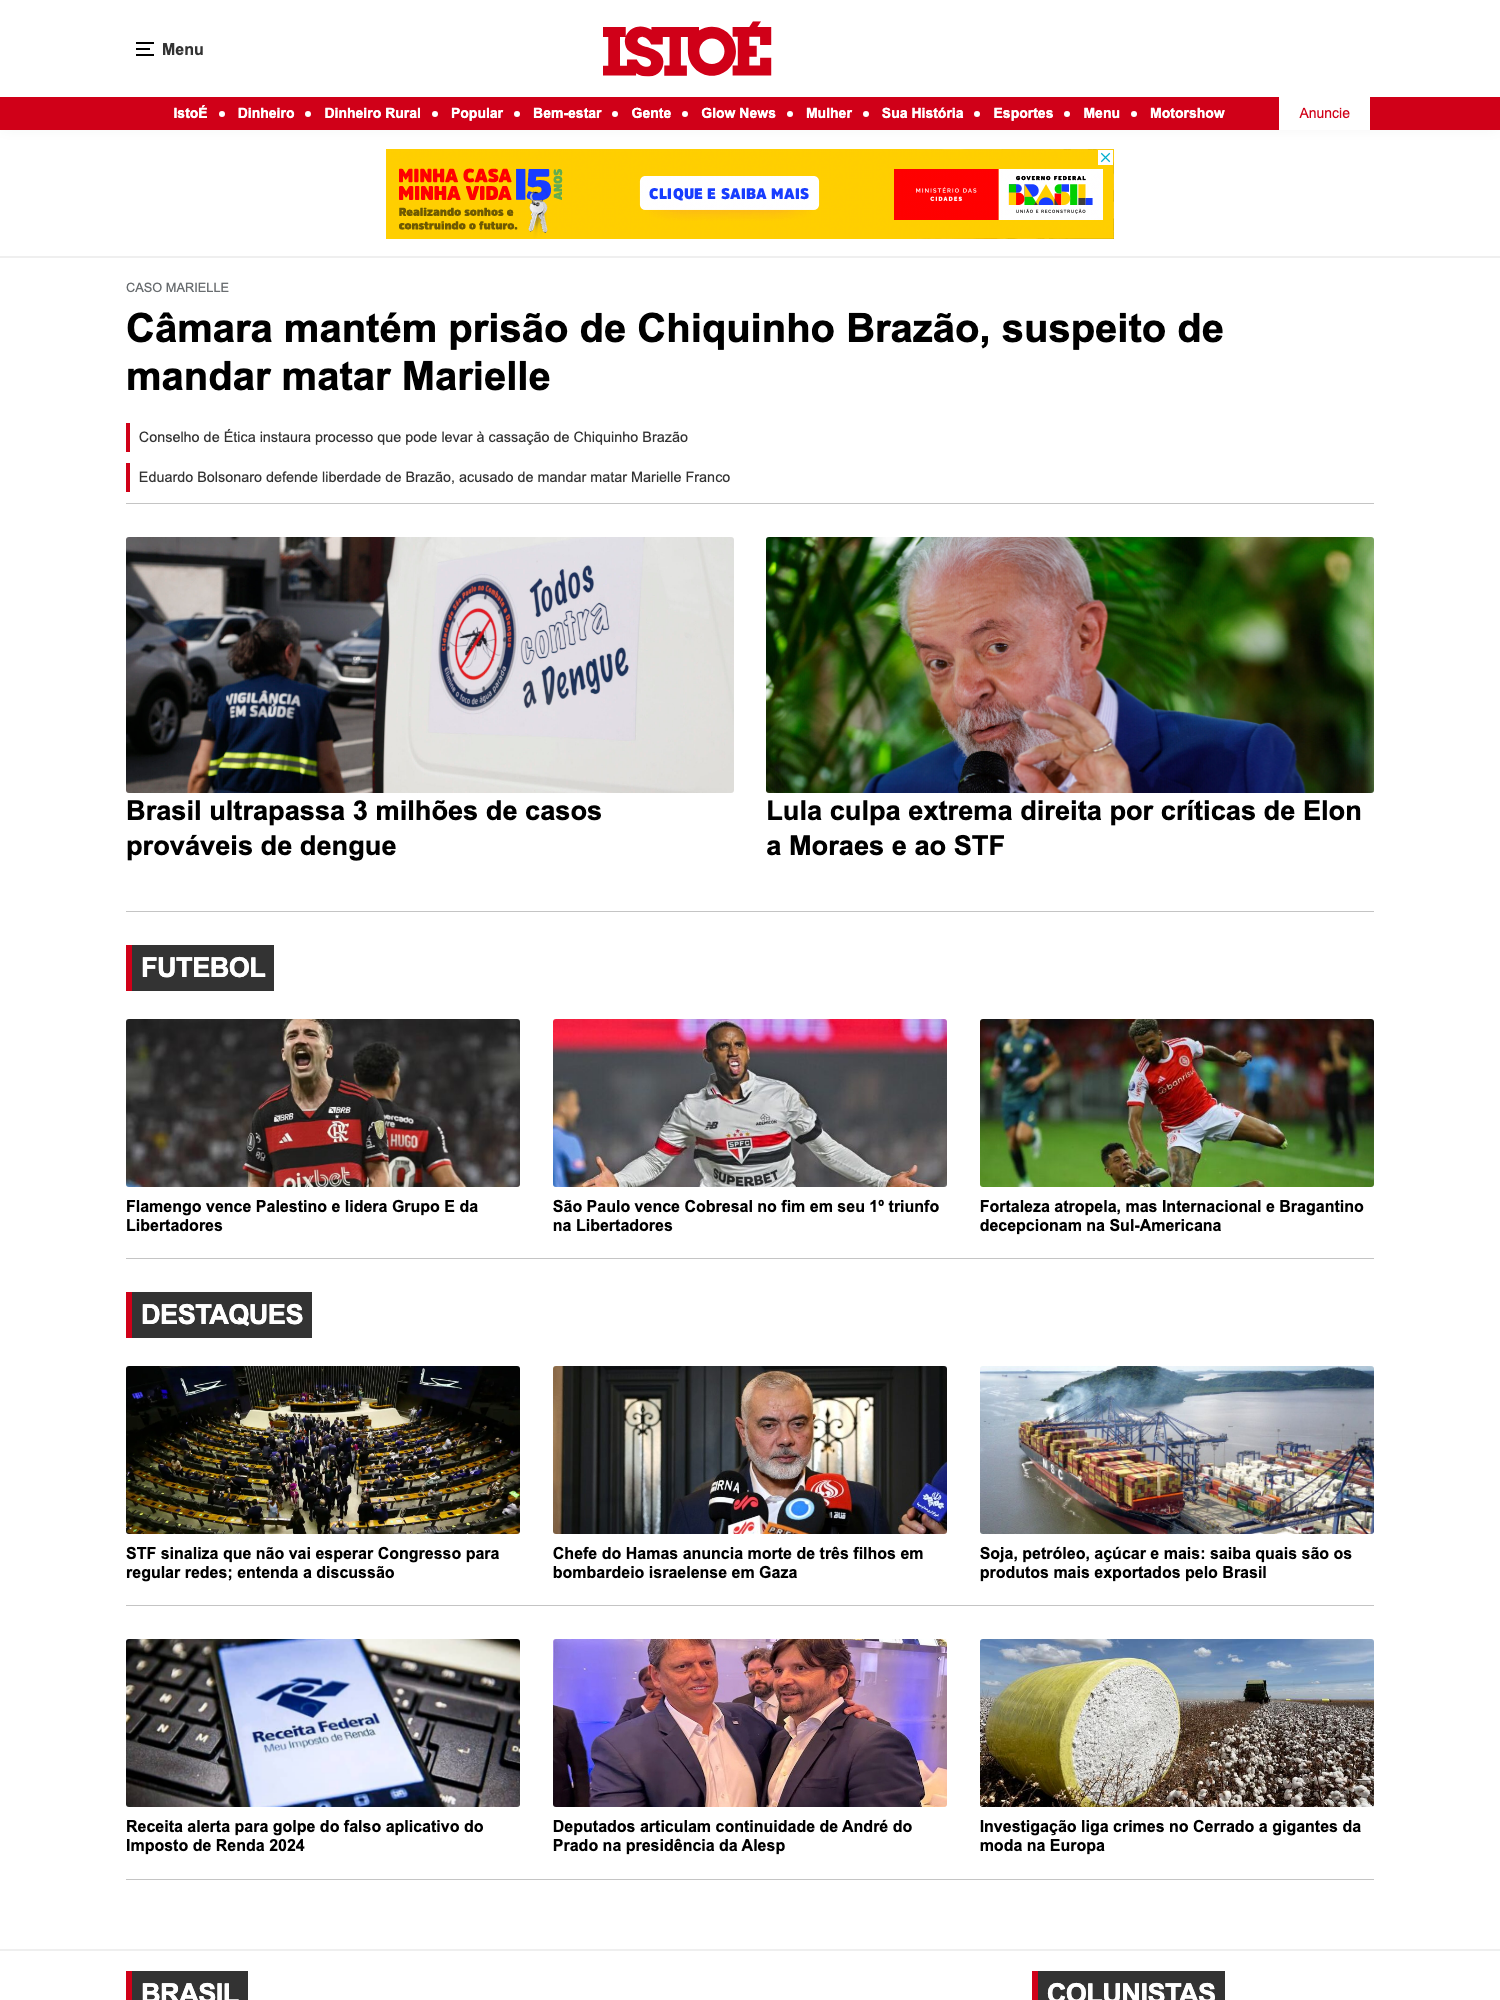 Menu
ISTOÉ
IstoÉ • Dinheiro • Dinheiro Rural • Popular • Bem-estar • Gente • Glow News • Mulher • Sua História • Esportes • Menu • Motorshow
Anuncie
MINHA CASA
MINHA VIDA
15
ANOS
Realizando sonhos e
construindo o futuro.
CLIQUE E SAIBA MAIS
MINISTÉRIO DAS
CIDADES
GOVERNO FEDERAL
BRASIL
UNIÃO E RECONSTRUÇÃO
CASO MARIELLE
Câmara mantém prisão de Chiquinho Brazão, suspeito de
mandar matar Marielle
Conselho de Ética instaura processo que pode levar à cassação de Chiquinho Brazão
Eduardo Bolsonaro defende liberdade de Brazão, acusado de mandar matar Marielle Franco
VIGILÂNCIA
EM SAÚDE
Todos
contra
a Dengue
Brasil ultrapassa 3 milhões de casos
prováveis de dengue
Lula culpa extrema direita por críticas de Elon
a Moraes e ao STF
FUTEBOL
BRB
BRB
pixbet
HUGO
SPFC
SUPERBET
banrisul
Flamengo vence Palestino e lidera Grupo E da
Libertadores
São Paulo vence Cobresal no fim em seu 1º triunfo
na Libertadores
Fortaleza atropela, mas Internacional e Bragantino
decepcionam na Sul-Americana
DESTAQUES
IRNA
STF sinaliza que não vai esperar Congresso para
regular redes; entenda a discussão
Chefe do Hamas anuncia morte de três filhos em
bombardeio israelense em Gaza
Soja, petróleo, açúcar e mais: saiba quais são os
produtos mais exportados pelo Brasil
Receita Federal
Meu Imposto de Renda
Receita alerta para golpe do falso aplicativo do
Imposto de Renda 2024
Deputados articulam continuidade de André do
Prado na presidência da Alesp
Investigação liga crimes no Cerrado a gigantes da
moda na Europa
BRASIL
COLUNISTAS